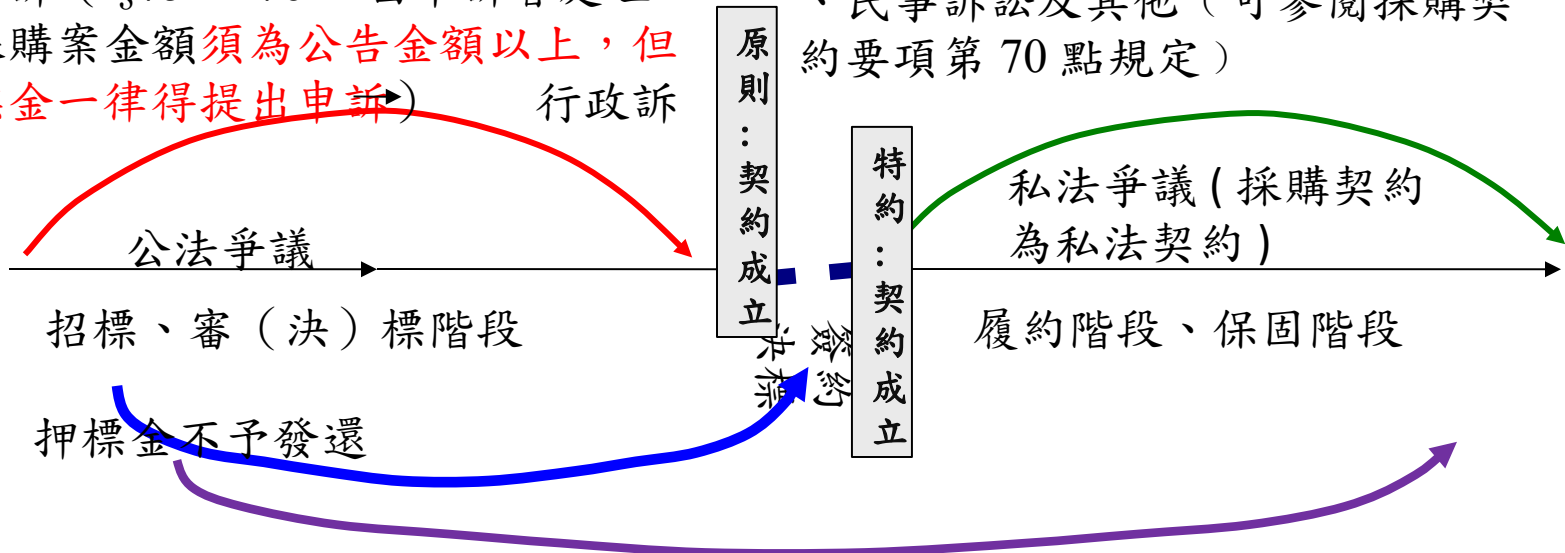 購案金額須為公告金額以上，但
金一律得提出申訴） 行政訴
、民事訴訟及其他（可參閱採購契
約要項第 70 點規定）
原則：契約成立
特約：契約成立
公法爭議
私法爭議 ( 採購契約
為私法契約 )
招標、審（決）標階段
決標
簽約
履約階段、保固階段
押標金不予發還